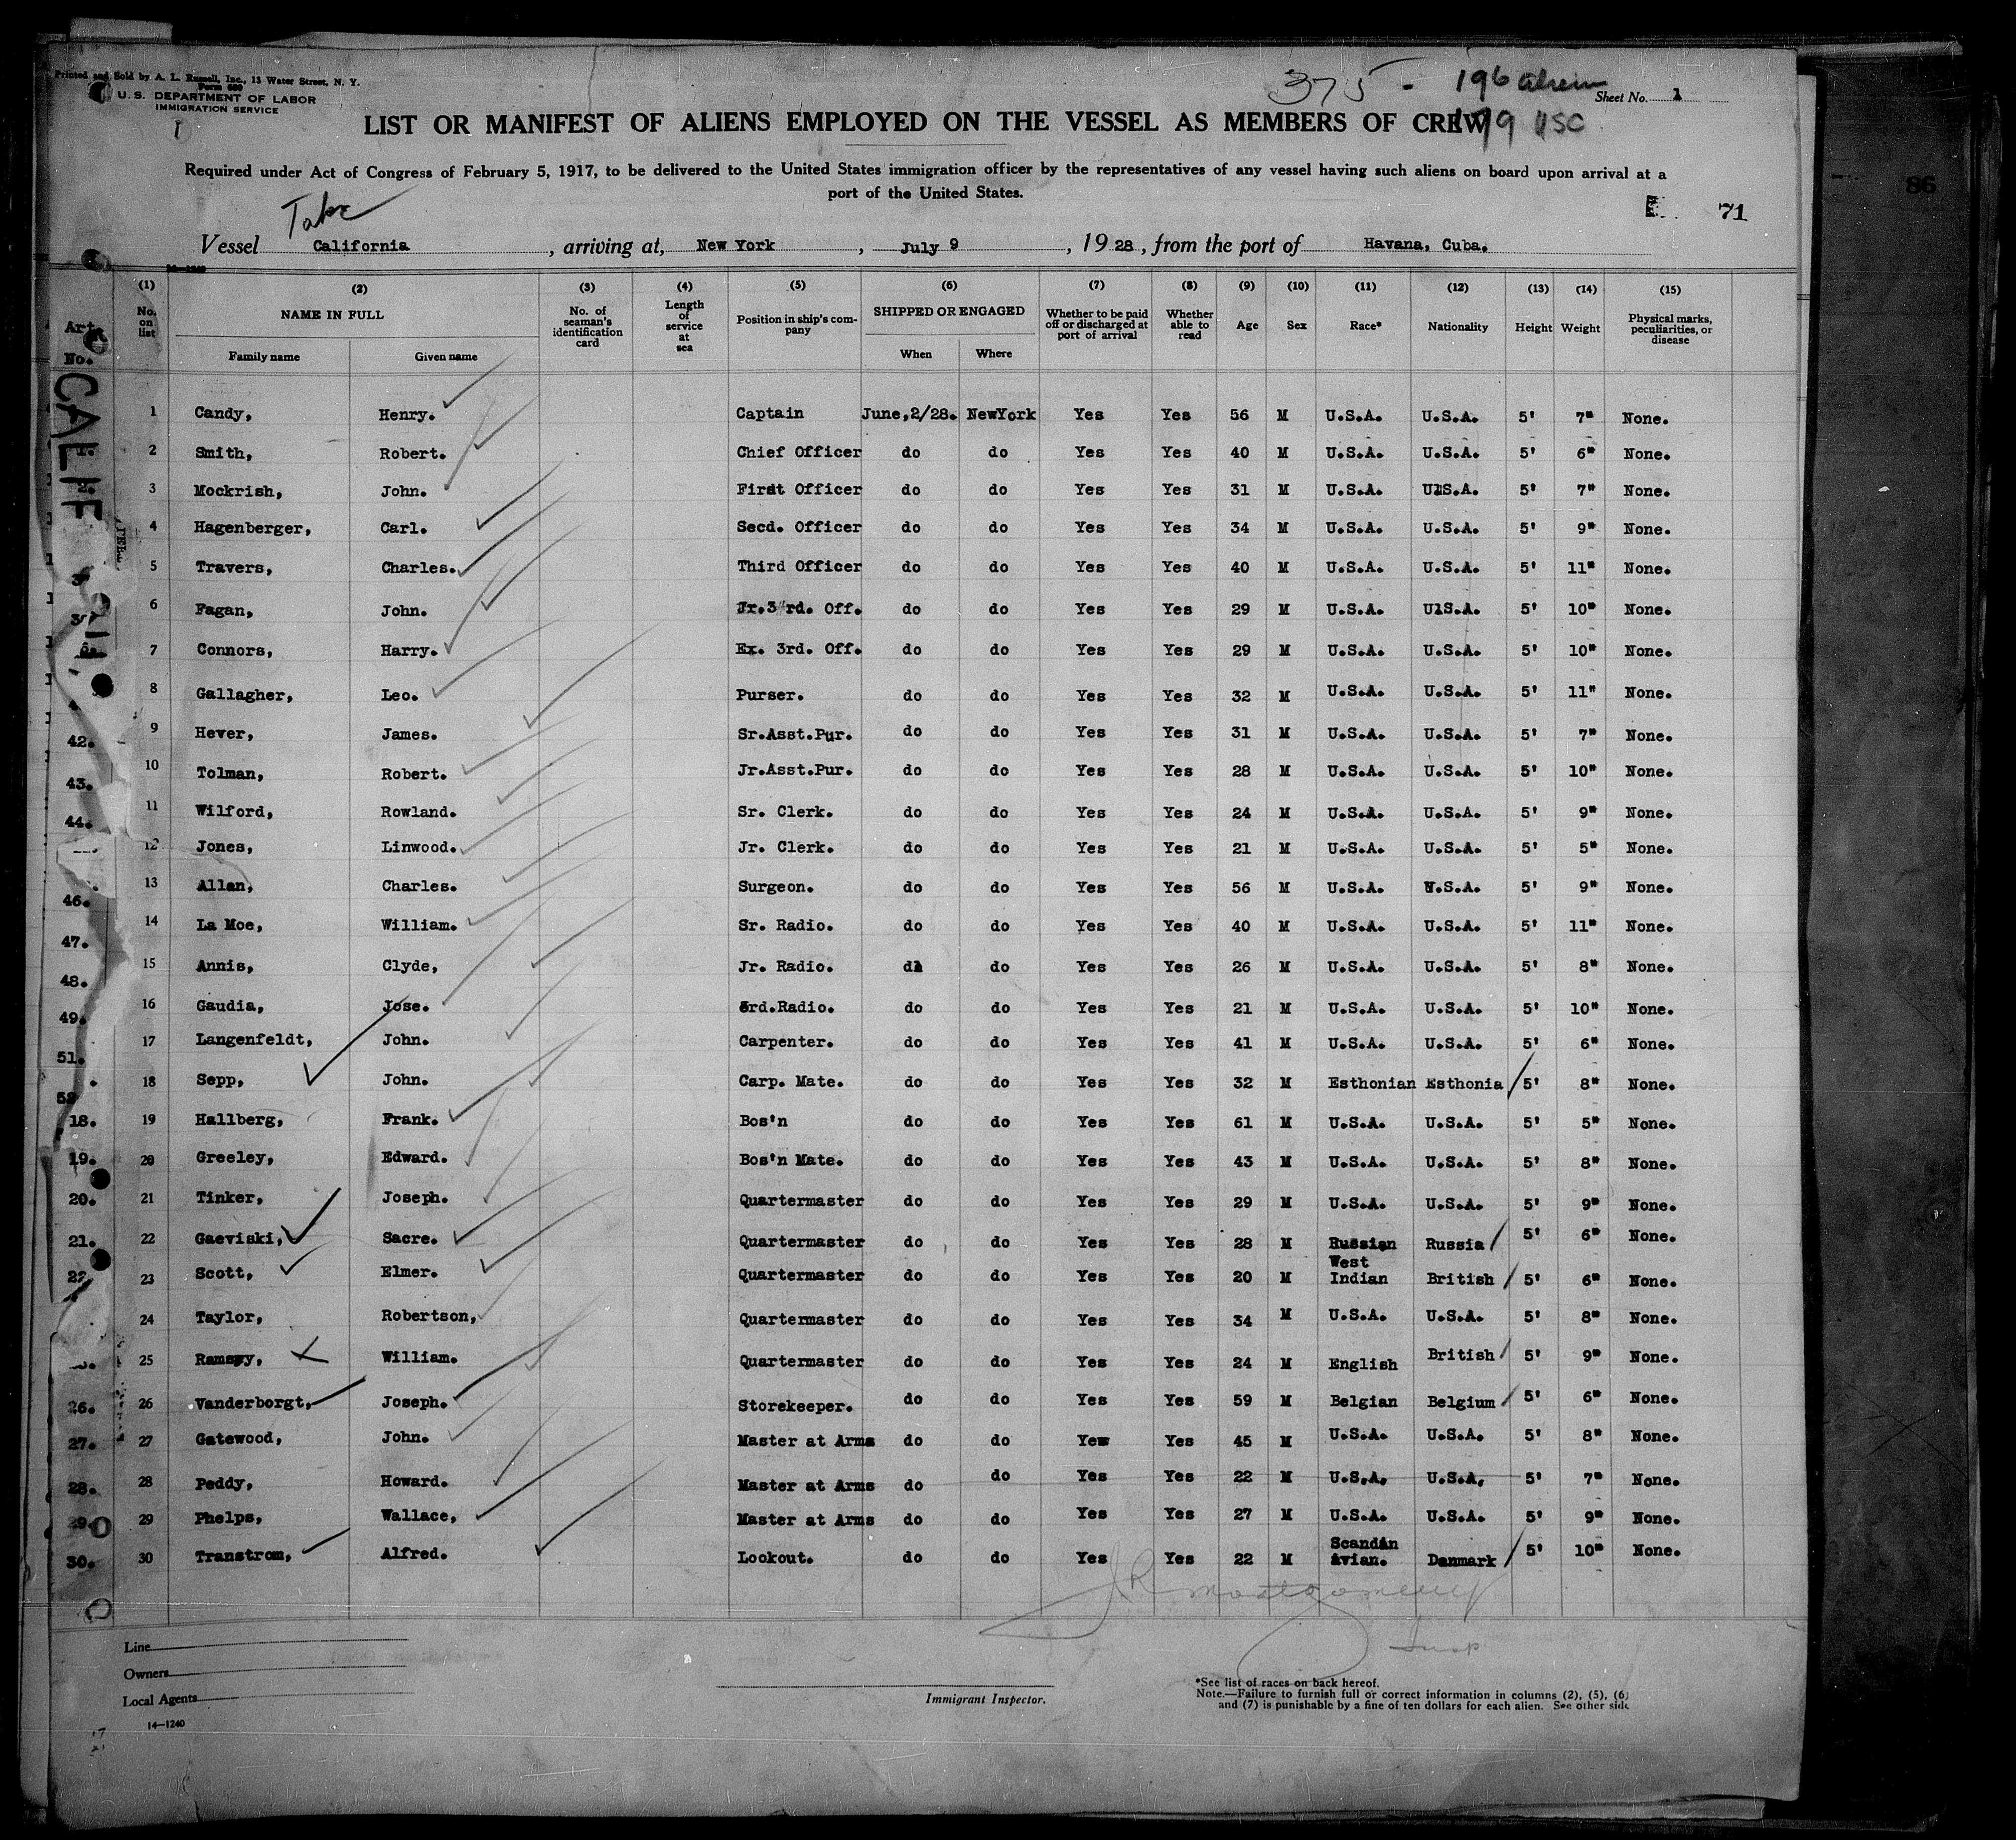 Printed and Sold by A. L. Russell, Inc., 13 Water Street, N. Y.
Form 680
U. S. DEPARTMENT OF LABOR
IMMIGRATION SERVICE
375 - 196 aliens
Sheet No. 1
LIST OR MANIFEST OF ALIENS EMPLOYED ON THE VESSEL AS MEMBERS OF CREW
179 USC
Required under Act of Congress of February 5, 1917, to be delivered to the United States immigration officer by the representatives of any vessel having such aliens on board upon arrival at a
port of the United States.
86
71
Vessel California, arriving at, New York, July 9, 1928, from the port of Havana, Cuba.
14-1240
(1) (2) (3) (4) (5) (6) (7) (8) (9) (10) (11) (12) (13) (14) (15)
No. on list NAME IN FULL No. of seaman's identification card Length of service at sea Position in ship's company SHIPPED OR ENGAGED Whether to be paid off or discharged at port of arrival Whether able to read Age Sex Race* Nationality Height Weight Physical marks, peculiarities, or disease
Family name Given name When Where
Art. No.
CALIF
1 Candy, Henry. Captain June,2/28. NewYork Yes Yes 56 M U.S.A. U.S.A. 5' 7" None.
2 Smith, Robert. Chief Officer do do Yes Yes 40 M U.S.A. U.S.A. 5' 6" None.
3 Mockrish, John. First Officer do do Yes Yes 31 M U.S.A. U1S.A. 5' 7" None.
4 Hagenberger, Carl. Secd. Officer do do Yes Yes 34 M U.S.A. U.S.A. 5' 9" None.
5 Travers, Charles. Third Officer do do Yes Yes 40 M U.S.A. U.S.A. 5' 11" None.
6 Fagan, John. Jr.3rd. Off. do do Yes Yes 29 M U.S.A. U1S.A. 5' 10" None.
7 Connors, Harry. Ex. 3rd. Off. do do Yes Yes 29 M U.S.A. U.S.A. 5' 10" None.
8 Gallagher, Leo. Purser. do do Yes Yes 32 M U.S.A. U.S.A. 5' 11" None.
42. 9 Hever, James. Sr.Asst.Pur. do do Yes Yes 31 M U.S.A. U.S.A. 5' 7" None.
43. 10 Tolman, Robert. Jr.Asst.Pur. do do Yes Yes 28 M U.S.A. U.S.A. 5' 10" None.
44. 11 Wilford, Rowland. Sr. Clerk. do do Yes Yes 24 M U.S.A. U.S.A. 5' 9" None.
12 Jones, Linwood. Jr. Clerk. do do Yes Yes 21 M U.S.A. U.S.A. 5' 5" None.
46. 13 Allan, Charles. Surgeon. do do Yes Yes 56 M U.S.A. U.S.A. 5' 9" None.
47. 14 La Moe, William. Sr. Radio. do do Yes Yes 40 M U.S.A. U.S.A. 5' 11" None.
48. 15 Annis, Clyde, Jr. Radio. do do Yes Yes 26 M U.S.A. U.S.A. 5' 8" None.
49. 16 Gaudia, Jose. 3rd.Radio. do do Yes Yes 21 M U.S.A. U.S.A. 5' 10" None.
51. 17 Langenfeldt, John. Carpenter. do do Yes Yes 41 M U.S.A. U.S.A. 5' 6" None.
52 18 Sepp, John. Carp. Mate. do do Yes Yes 32 M Esthonian Esthonia 5' 8" None.
18. 19 Hallberg, Frank. Bos'n do do Yes Yes 61 M U.S.A. U.S.A. 5' 5" None.
19. 20 Greeley, Edward. Bos'n Mate. do do Yes Yes 43 M U.S.A. U.S.A. 5' 8" None.
20. 21 Tinker, Joseph. Quartermaster do do Yes Yes 29 M U.S.A. U.S.A. 5' 9" None.
21. 22 Gaeviski, Sacre. Quartermaster do do Yes Yes 28 M Russian Russia 5' 6" None.
22 23 Scott, Elmer. Quartermaster do do Yes Yes 20 M West Indian British 5' 6" None.
24 Taylor, Robertson, Quartermaster do do Yes Yes 34 M U.S.A. U.S.A. 5' 8" None.
25 Ramsey, William. Quartermaster do do Yes Yes 24 M English British 5' 9" None.
26. 26 Vanderborgt, Joseph. Storekeeper. do do Yes Yes 59 M Belgian Belgium 5' 6" None.
27. 27 Gatewood, John. Master at Arms do do Yew Yes 45 M U.S.A. U.S.A. 5' 8" None.
28. 28 Peddy, Howard. Master at Arms do do Yes Yes 22 M U.S.A, U.S.A, 5' 7" None.
29. 29 Phelps, Wallace, Master at Arms do do Yes Yes 27 M U.S.A. U.S.A. 5' 9" None.
30. 30 Transtrom, Alfred. Lookout. do do Yes Yes 22 M Scandin avian. Danmark 5' 10" None.
JR Montgomery
Insp
Line
Owners
Local Agents
Immigrant Inspector.
*See list of races on back hereof.
Note.—Failure to furnish full or correct information in columns (2), (5), (6)
and (7) is punishable by a fine of ten dollars for each alien. See other side
14—1240